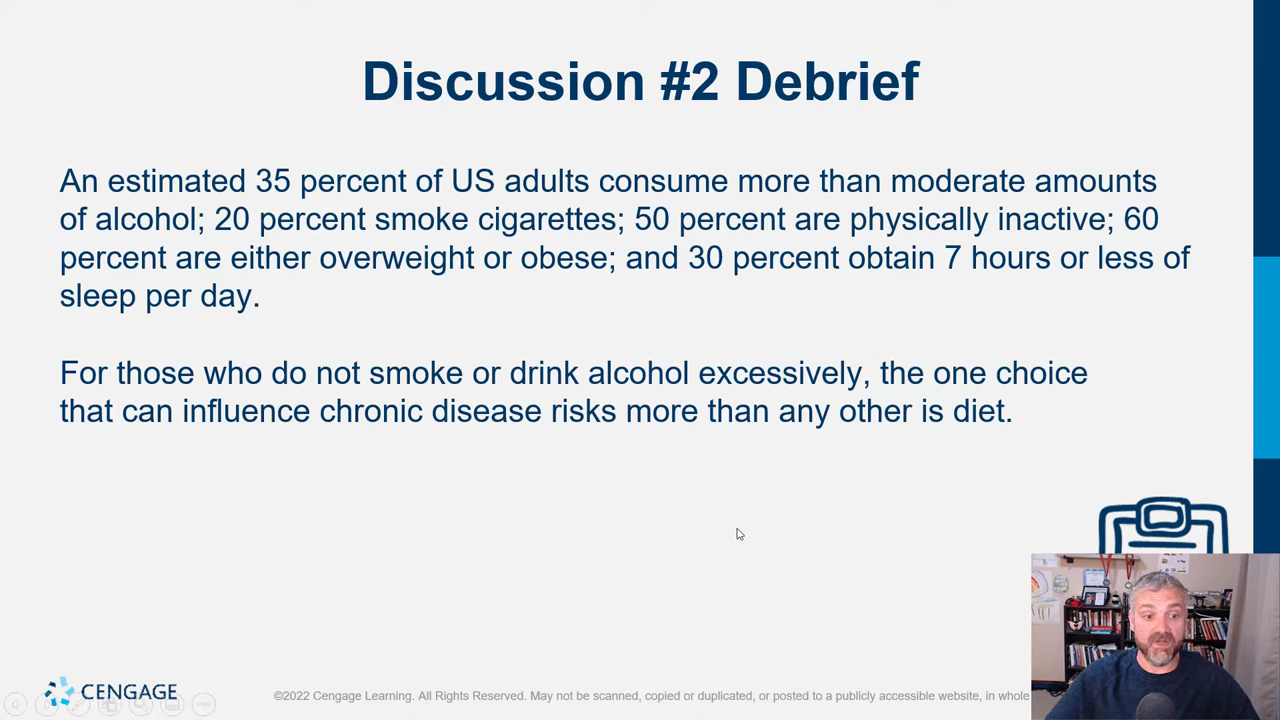 Discussion #2 Debrief
An estimated 35 percent of US adults consume more than moderate amounts
of alcohol; 20 percent smoke cigarettes; 50 percent are physically inactive; 60
percent are either overweight or obese; and 30 percent obtain 7 hours or less of
sleep per day.
For those who do not smoke or drink alcohol excessively, the one choice
that can influence chronic disease risks more than any other is diet.
CENGAGE
©2022 Cengage Learning. All Rights Reserved. May not be scanned, copied or duplicated, or posted to a publicly accessible website, in whole